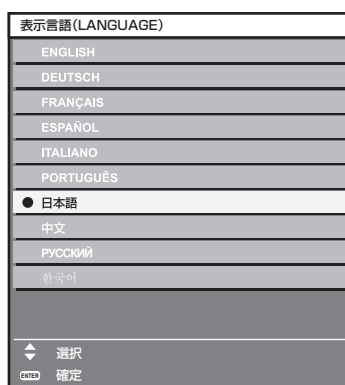 表示言語(LANGUAGE)
ENGLISH
DEUTSCH
FRANÇAIS
ESPAÑOL
ITALIANO
PORTUGUÊS
日本語
中文
РУССКИЙ
한국어
選択
ENTER 確定